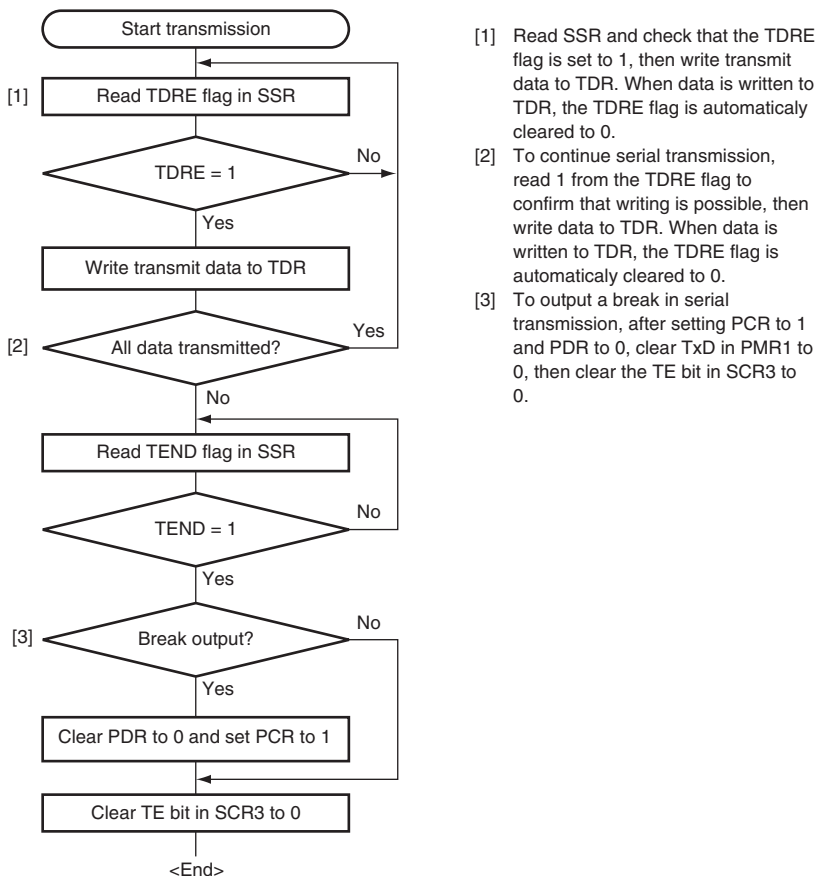 Start transmission
[1]
Read TDRE flag in SSR
TDRE = 1
No
Yes
Write transmit data to TDR
[2]
All data transmitted?
Yes
No
Read TEND flag in SSR
TEND = 1
No
Yes
[3]
Break output?
No
Yes
Clear PDR to 0 and set PCR to 1
Clear TE bit in SCR3 to 0
<End>
[1] Read SSR and check that the TDRE
flag is set to 1, then write transmit
data to TDR. When data is written to
TDR, the TDRE flag is automaticaly
cleared to 0.
[2] To continue serial transmission,
read 1 from the TDRE flag to
confirm that writing is possible, then
write data to TDR. When data is
written to TDR, the TDRE flag is
automaticaly cleared to 0.
[3] To output a break in serial
transmission, after setting PCR to 1
and PDR to 0, clear TxD in PMR1 to
0, then clear the TE bit in SCR3 to
0.